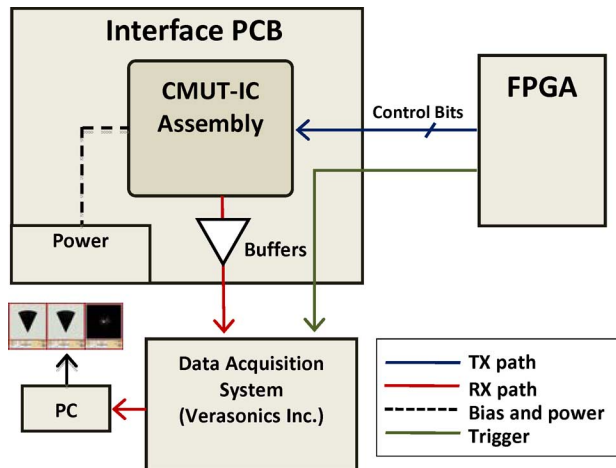 Interface PCB
CMUT-IC
Assembly
Control Bits
FPGA
Power
Buffers
Data Acquisition
System
(Verasonics Inc.)
PC
TX path
RX path
Bias and power
Trigger